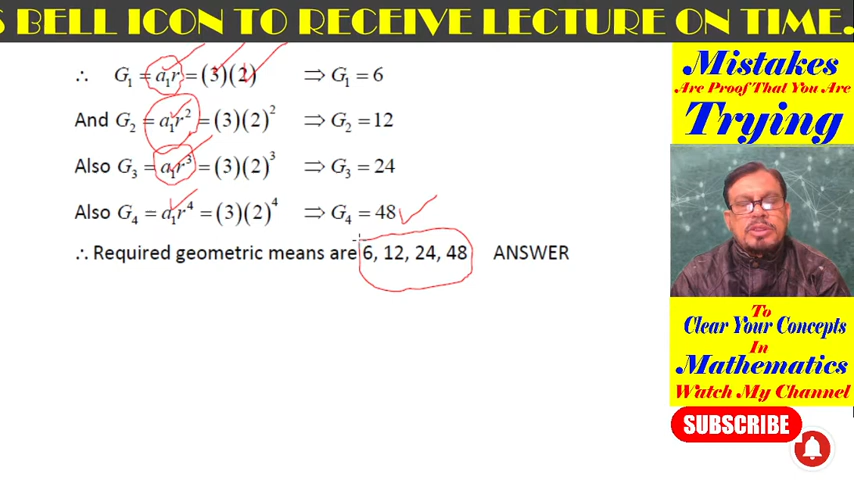 S BELL ICON TO RECEIVE LECTURE ON TIME.
∴ G₁ = a₁r = (3)(2) ⇒ G₁ = 6
And G₂ = a₁r² = (3)(2)² ⇒ G₂ = 12
Also G₃ = a₁r³ = (3)(2)³ ⇒ G₃ = 24
Also G₄ = a₁r⁴ = (3)(2)⁴ ⇒ G₄ = 48
∴ Required geometric means are 6, 12, 24, 48 ANSWER
Mistakes
Are Proof That You Are
Trying
To
Clear Your Concepts
In
Mathematics
Watch My Channel
SUBSCRIBE